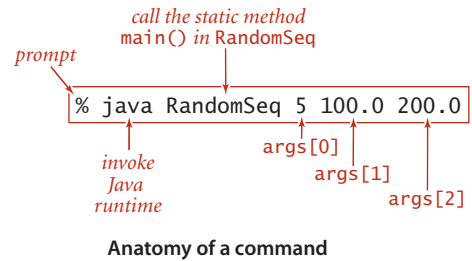 call the static method
main() in RandomSeq
prompt
% java RandomSeq 5 100.0 200.0
invoke
Java
runtime
args[0]
args[1]
args[2]
Anatomy of a command